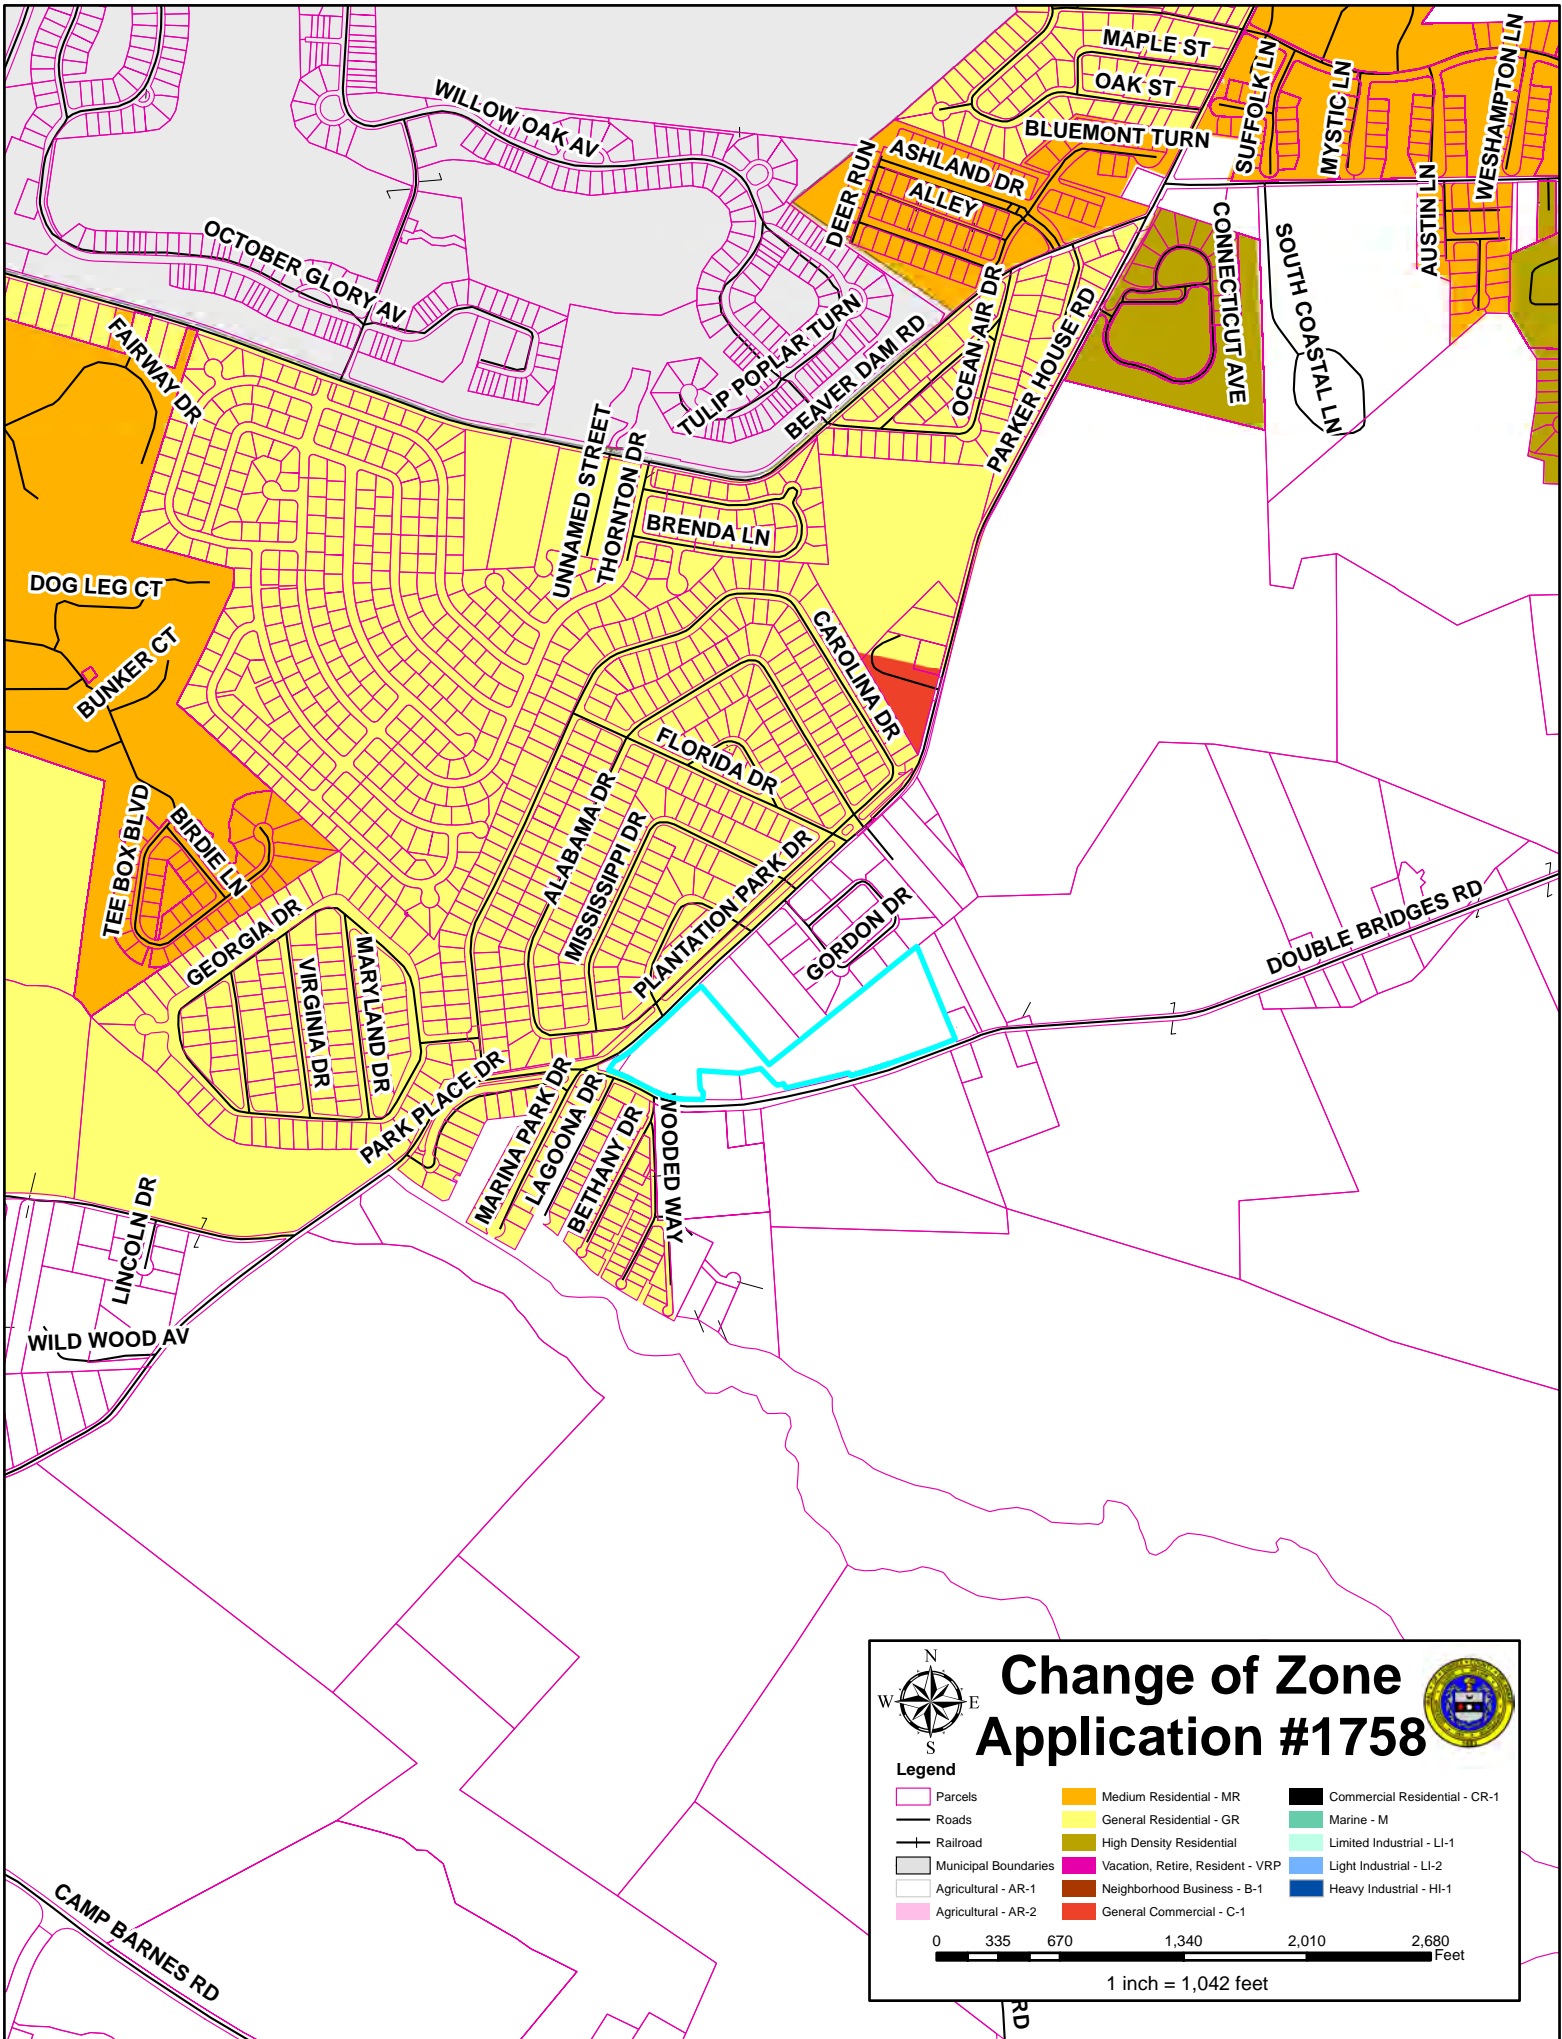 MAPLE ST
OAK ST
BLUEMONT TURN
SUFFOLK LN
MYSTIC LN
WESHAMPTON LN
AUSTIN LN
WILLOW OAK AV
DEER RUN
ASHLAND DR
ALLEY
CONNECTICUT AVE
SOUTH COASTAL LN
OCTOBER GLORY AV
TULIP POPLAR TURN
BEAVER DAM RD
OCEAN AIR DR
PARKER HOUSE RD
FAIRWAY DR
UNNAMED STREET
THORNTON DR
BRENDA LN
DOG LEG CT
BUNKER CT
CAROLINA DR
FLORIDA DR
TEE BOX BLVD
BIRDIE LN
ALABAMA DR
MISSISSIPPI DR
PLANTATION PARK DR
GORDON DR
DOUBLE BRIDGES RD
GEORGIA DR
VIRGINIA DR
MARYLAND DR
PARK PLACE DR
MARINA PARK DR
LAGOONA DR
BETHANY DR
WOODED WAY
LINCOLN DR
WILD WOOD AV
CAMP BARNES RD
RD
N
W E
S
Change of Zone
Application #1758
Legend
Parcels
Roads
Railroad
Municipal Boundaries
Agricultural - AR-1
Agricultural - AR-2
Medium Residential - MR
General Residential - GR
High Density Residential
Vacation, Retire, Resident - VRP
Neighborhood Business - B-1
General Commercial - C-1
Commercial Residential - CR-1
Marine - M
Limited Industrial - LI-1
Light Industrial - LI-2
Heavy Industrial - HI-1
0 335 670 1,340 2,010 2,680
Feet
1 inch = 1,042 feet